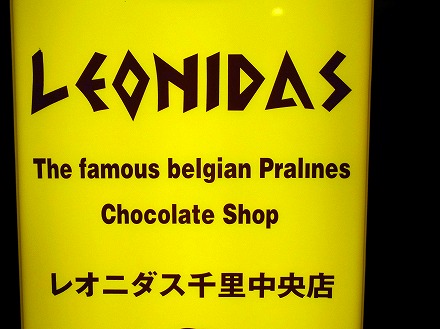 LEONIDAS
The famous belgian Pralines
Chocolate Shop
レオニダス千里中央店